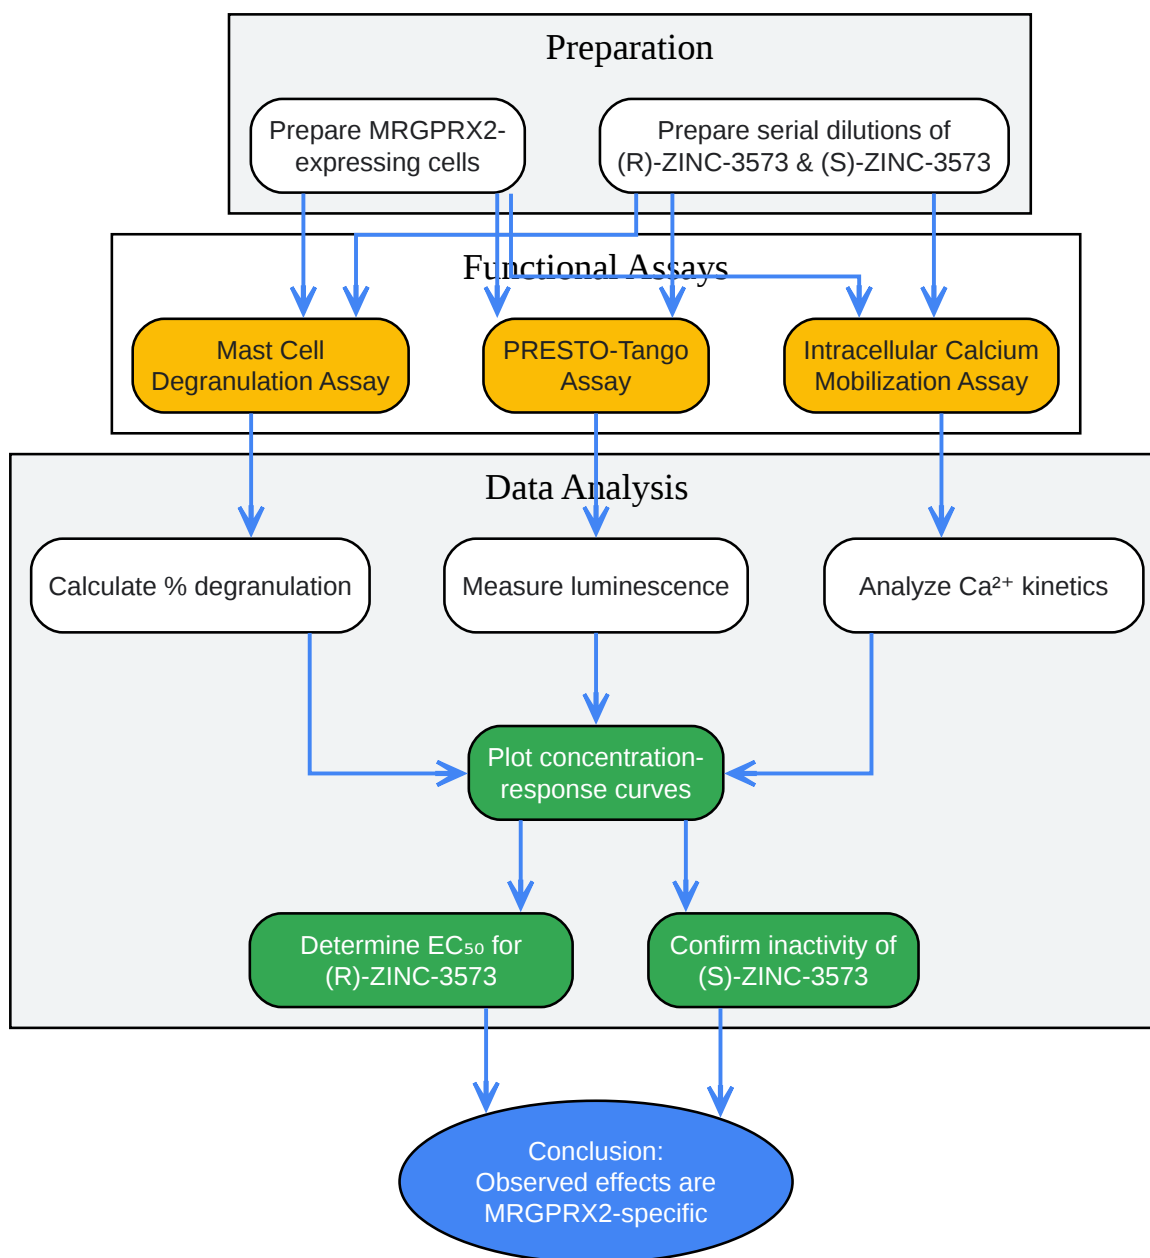 Preparation
Prepare MRGPRX2-
expressing cells
Prepare serial dilutions of
(R)-ZINC-3573 & (S)-ZINC-3573
Functional Assays
Mast Cell
Degranulation Assay
PRESTO-Tango
Assay
Intracellular Calcium
Mobilization Assay
Data Analysis
Calculate % degranulation
Measure luminescence
Analyze Ca²⁺ kinetics
Plot concentration-
response curves
Determine EC₅₀ for
(R)-ZINC-3573
Confirm inactivity of
(S)-ZINC-3573
Conclusion:
Observed effects are
MRGPRX2-specific